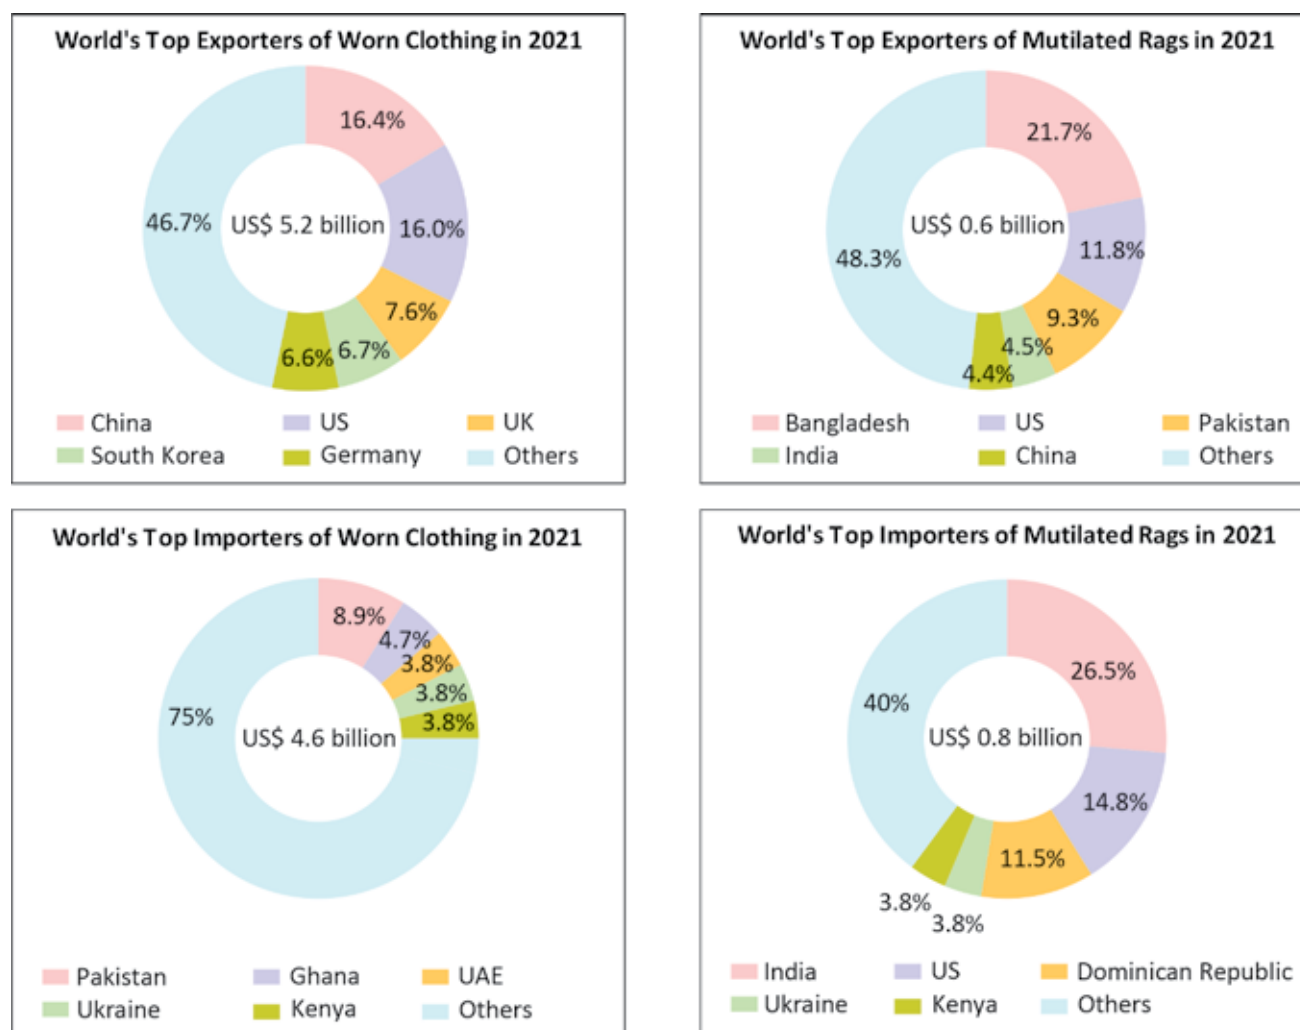 World's Top Exporters of Worn Clothing in 2021
16.4%
46.7%
US$ 5.2 billion
16.0%
7.6%
6.7%
6.6%
China
US
UK
South Korea
Germany
Others
World's Top Exporters of Mutilated Rags in 2021
21.7%
US$ 0.6 billion
48.3%
11.8%
9.3%
4.5%
4.4%
Bangladesh
US
Pakistan
India
China
Others
World's Top Importers of Worn Clothing in 2021
8.9%
4.7%
3.8%
3.8%
75%
3.8%
US$ 4.6 billion
Pakistan
Ghana
UAE
Ukraine
Kenya
Others
World's Top Importers of Mutilated Rags in 2021
26.5%
40%
US$ 0.8 billion
14.8%
11.5%
3.8%
3.8%
India
US
Dominican Republic
Ukraine
Kenya
Others